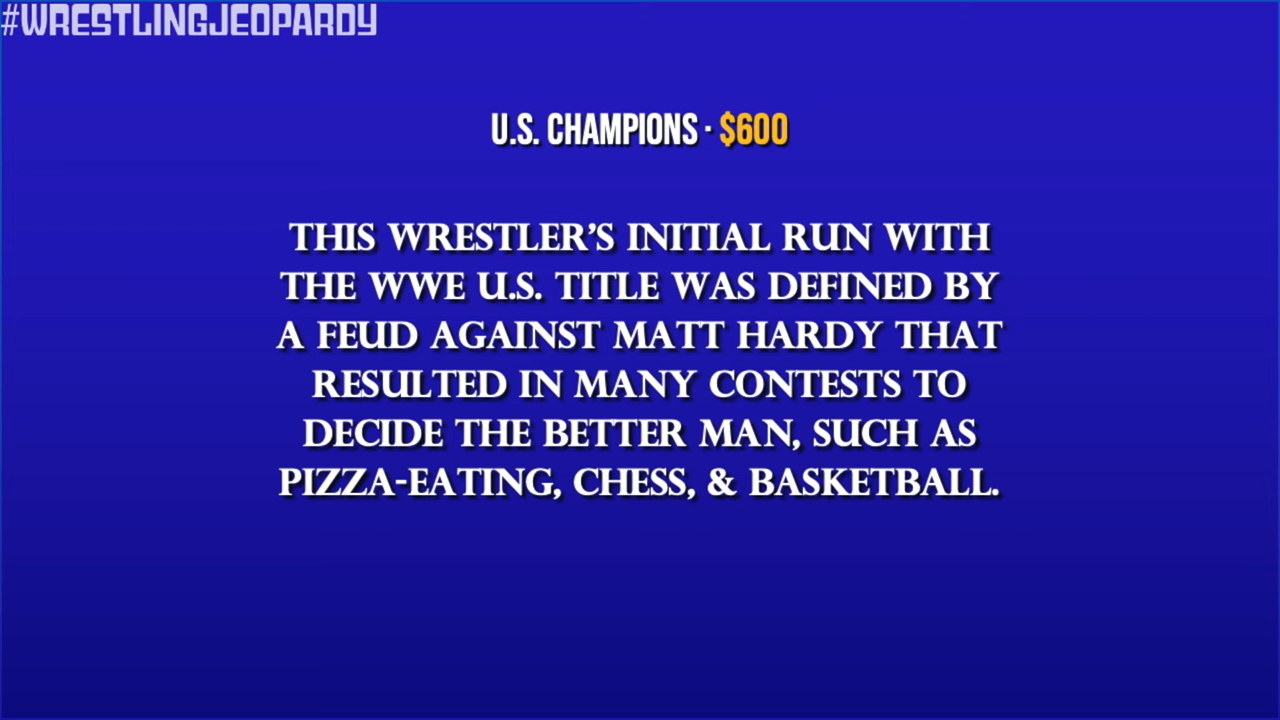 #WRESTLINGJEOPARDY
U.S. CHAMPIONS · $600
THIS WRESTLER'S INITIAL RUN WITH
THE WWE U.S. TITLE WAS DEFINED BY
A FEUD AGAINST MATT HARDY THAT
RESULTED IN MANY CONTESTS TO
DECIDE THE BETTER MAN, SUCH AS
PIZZA-EATING, CHESS, & BASKETBALL.